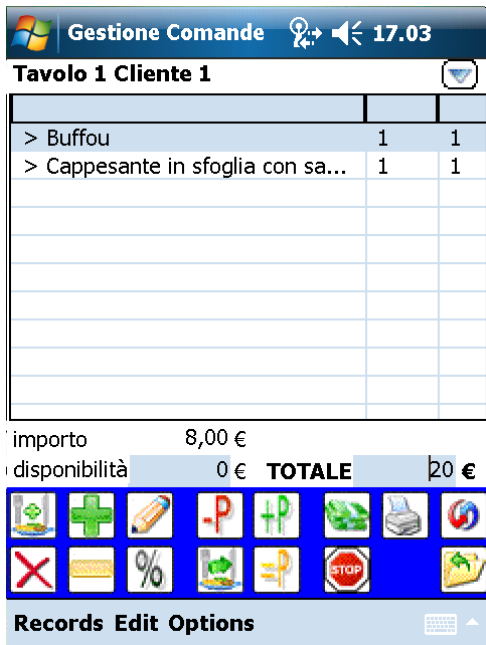 Gestione Comande 17.03
Tavolo 1 Cliente 1
> Buffou 1 1
> Cappesante in sfoglia con sa... 1 1
importo 8,00 €
disponibilità 0 € TOTALE 20 €
-P +P
% =P STOP
Records Edit Options